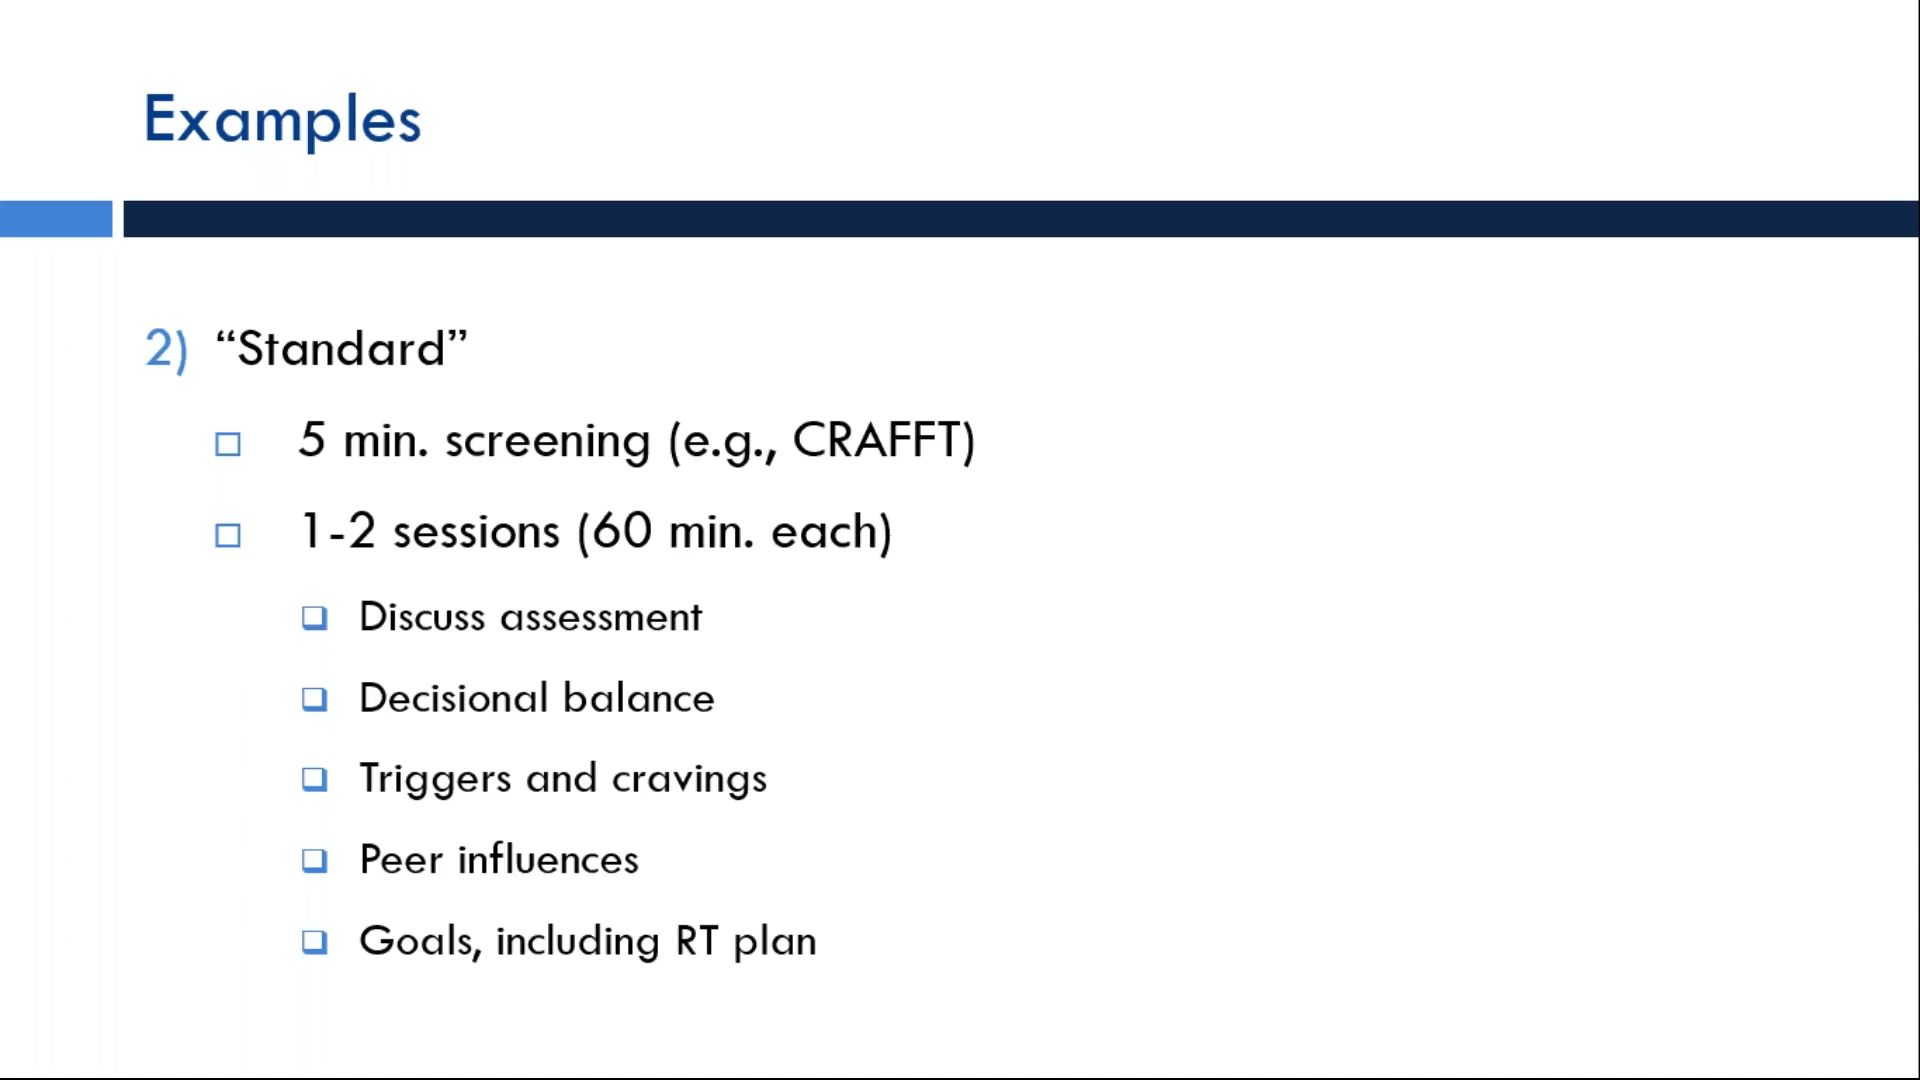 Examples
2) “Standard”
5 min. screening (e.g., CRAFFT)
1-2 sessions (60 min. each)
Discuss assessment
Decisional balance
Triggers and cravings
Peer influences
Goals, including RT plan